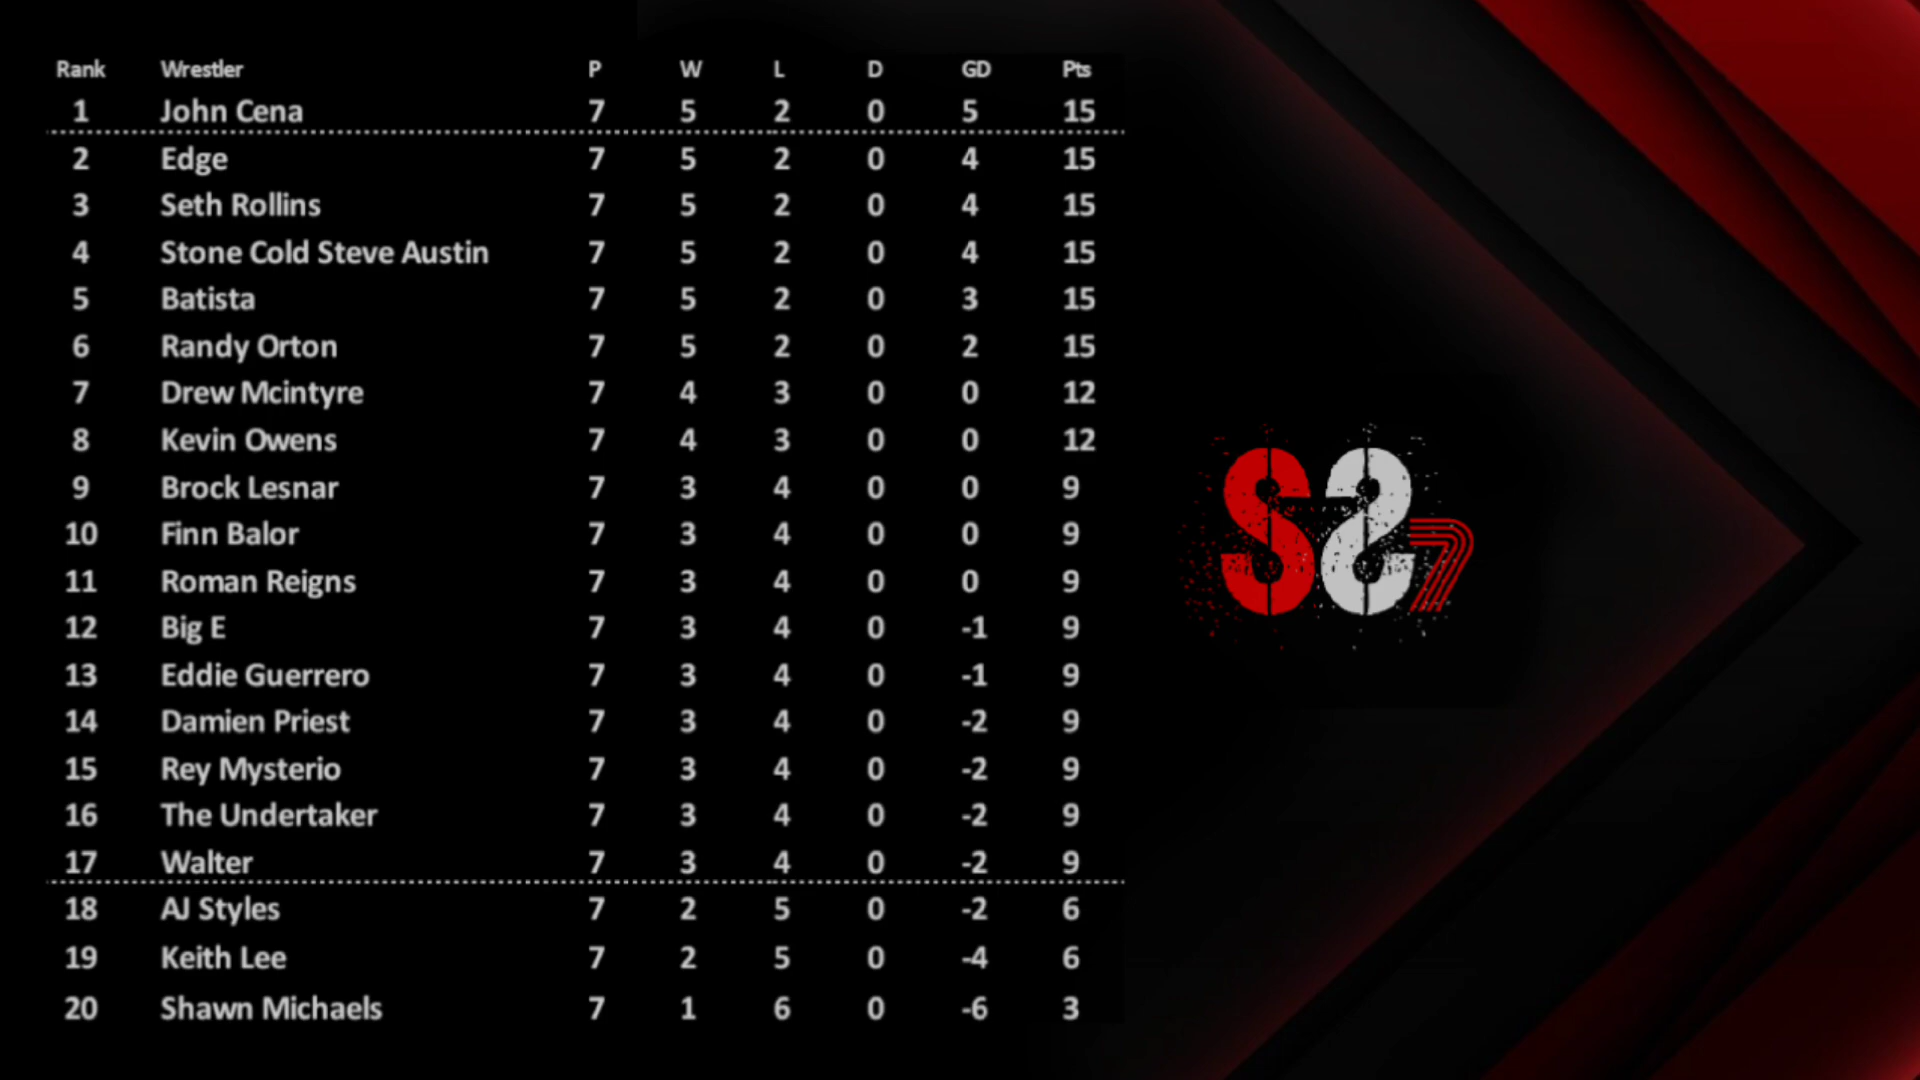 Rank Wrestler P W L D GD Pts
1 John Cena 7 5 2 0 5 15
2 Edge 7 5 2 0 4 15
3 Seth Rollins 7 5 2 0 4 15
4 Stone Cold Steve Austin 7 5 2 0 4 15
5 Batista 7 5 2 0 3 15
6 Randy Orton 7 5 2 0 2 15
7 Drew Mcintyre 7 4 3 0 0 12
8 Kevin Owens 7 4 3 0 0 12
9 Brock Lesnar 7 3 4 0 0 9
10 Finn Balor 7 3 4 0 0 9
11 Roman Reigns 7 3 4 0 0 9
12 Big E 7 3 4 0 -1 9
13 Eddie Guerrero 7 3 4 0 -1 9
14 Damien Priest 7 3 4 0 -2 9
15 Rey Mysterio 7 3 4 0 -2 9
16 The Undertaker 7 3 4 0 -2 9
17 Walter 7 3 4 0 -2 9
18 AJ Styles 7 2 5 0 -2 6
19 Keith Lee 7 2 5 0 -4 6
20 Shawn Michaels 7 1 6 0 -6 3